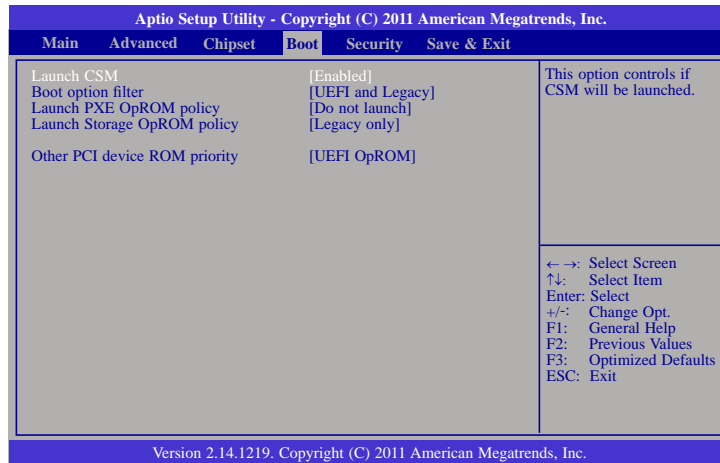 Aptio Setup Utility - Copyright (C) 2011 American Megatrends, Inc.
Main Advanced Chipset Boot Security Save & Exit
Launch CSM [Enabled]
Boot option filter [UEFI and Legacy]
Launch PXE OpROM policy [Do not launch]
Launch Storage OpROM policy [Legacy only]
Other PCI device ROM priority [UEFI OpROM]
This option controls if
CSM will be launched.
←→: Select Screen
↑↓: Select Item
Enter: Select
+/-: Change Opt.
F1: General Help
F2: Previous Values
F3: Optimized Defaults
ESC: Exit
Version 2.14.1219. Copyright (C) 2011 American Megatrends, Inc.